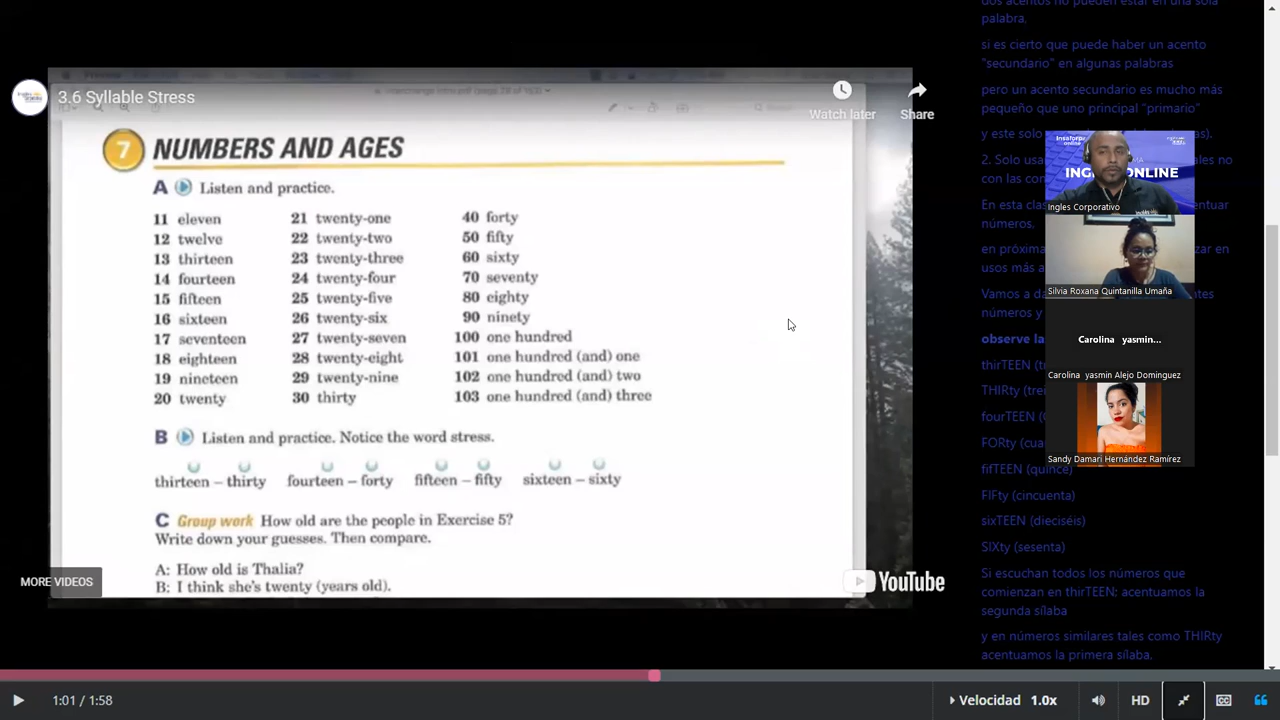 3.6 Syllable Stress
Watch later
Share
7 NUMBERS AND AGES
A Listen and practice.
11 eleven
12 twelve
13 thirteen
14 fourteen
15 fifteen
16 sixteen
17 seventeen
18 eighteen
19 nineteen
20 twenty
21 twenty-one
22 twenty-two
23 twenty-three
24 twenty-four
25 twenty-five
26 twenty-six
27 twenty-seven
28 twenty-eight
29 twenty-nine
30 thirty
40 forty
50 fifty
60 sixty
70 seventy
80 eighty
90 ninety
100 one hundred
101 one hundred (and) one
102 one hundred (and) two
103 one hundred (and) three
B Listen and practice. Notice the word stress.
thirteen – thirty fourteen – forty fifteen – fifty sixteen – sixty
C Group work How old are the people in Exercise 5?
Write down your guesses. Then compare.
A: How old is Thalia?
B: I think she's twenty (years old).
MORE VIDEOS
YouTube
1:01 / 1:58
Velocidad 1.0x
HD
dos acentos no pueden estar en una sola
palabra.
si es cierto que puede haber un acento
"secundario" en algunas palabras
pero un acento secundario es mucho más
pequeño que uno principal "primario"
y este solo
2. Solo usa
no
con las con
En esta clas
números.
en próxima
en
usos más a
Vamos a da
números y
observe la
thirTEEN (tr
THIRty (trei
fourTEEN (
FORty (cua
fifTEEN (quince)
FIFty (cincuenta)
sixTEEN (dieciséis)
SIXty (sesenta)
Si escuchan todos los números que
comienzan en thirTEEN; acentuamos la
segunda sílaba
y en números similares tales como THIRty
acentuamos la primera sílaba.
Ingles Corporativo
Silvia Roxana Quintanilla Umaña
Carolina yasmin...
Carolina yasmin Alejo Dominguez
Sandy Damari Hernández Ramírez